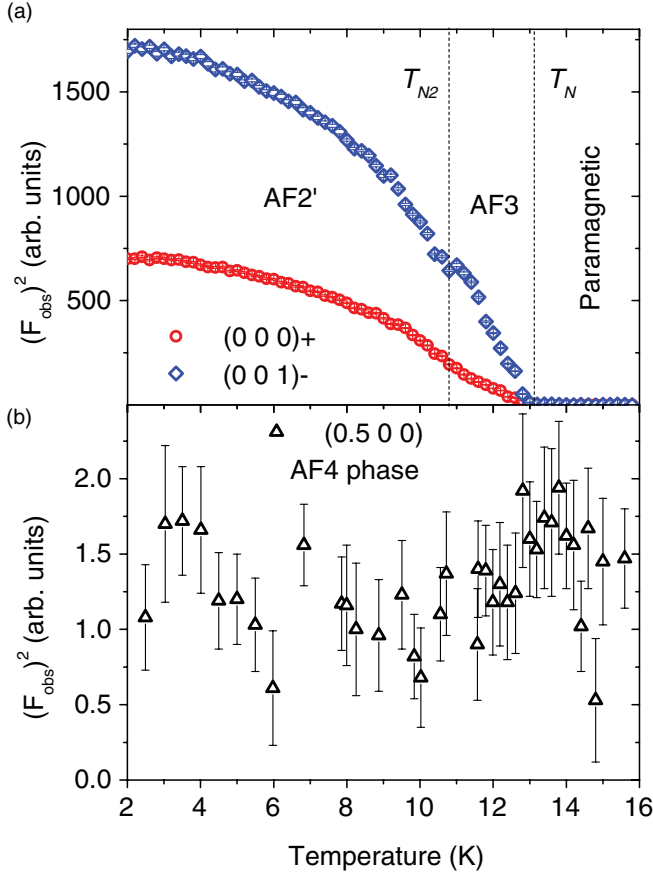 (a)
(F_obs)² (arb. units)
1500
1000
500
T_N2
T_N
AF2'
AF3
Paramagnetic
(0 0 0)+
(0 0 1)-
(b)
(F_obs)² (arb. units)
2.0
1.5
1.0
0.5
0.0
(0.5 0 0)
AF4 phase
2 4 6 8 10 12 14 16
Temperature (K)